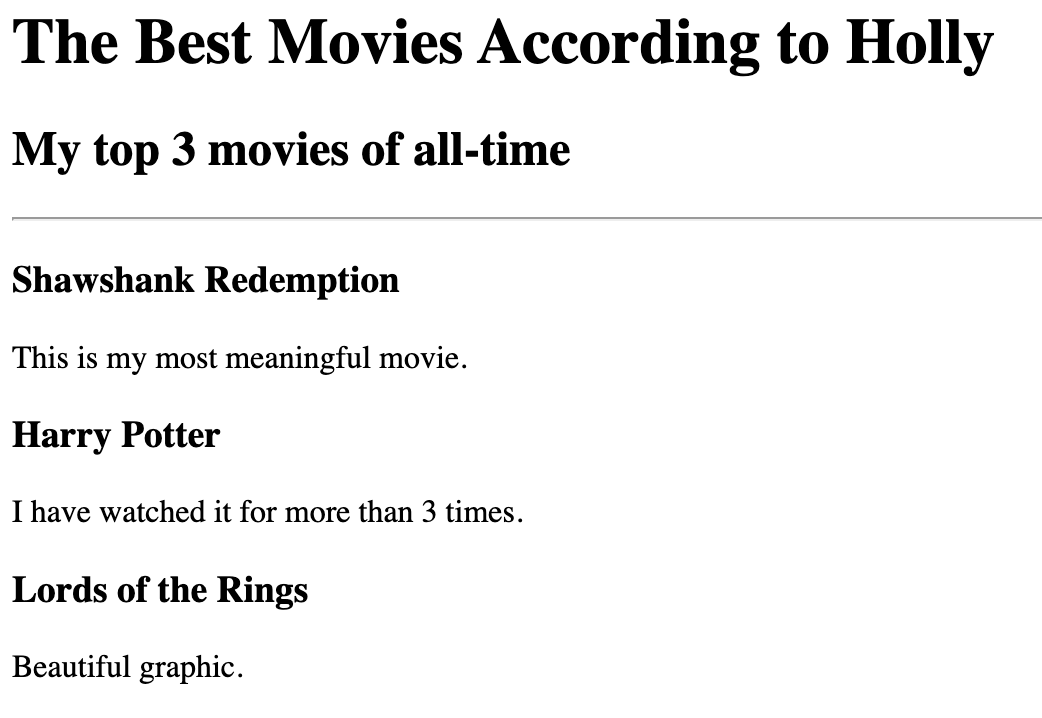 The Best Movies According to Holly
My top 3 movies of all-time
Shawshank Redemption
This is my most meaningful movie.
Harry Potter
I have watched it for more than 3 times.
Lords of the Rings
Beautiful graphic.